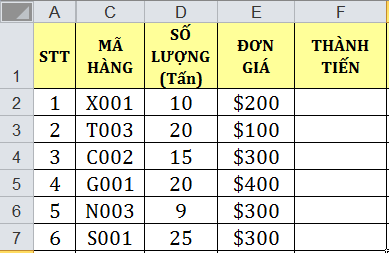 A C D E F
1 STT MÃ HÀNG SỐ LƯỢNG (Tấn) ĐƠN GIÁ THÀNH TIẾN
2 1 X001 10 $200
3 2 T003 20 $100
4 3 C002 15 $300
5 4 G001 20 $400
6 5 N003 9 $300
7 6 S001 25 $300